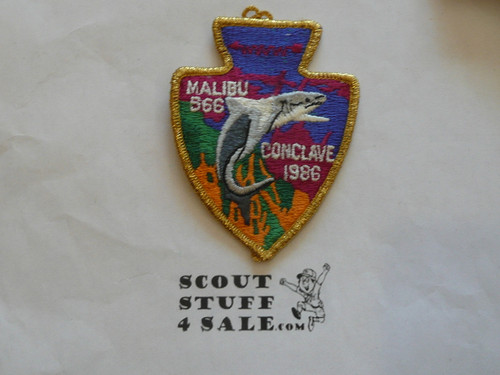 MALIBU
566
CONCLAVE
1986
SCOUT
STUFF
4 SALE.COM